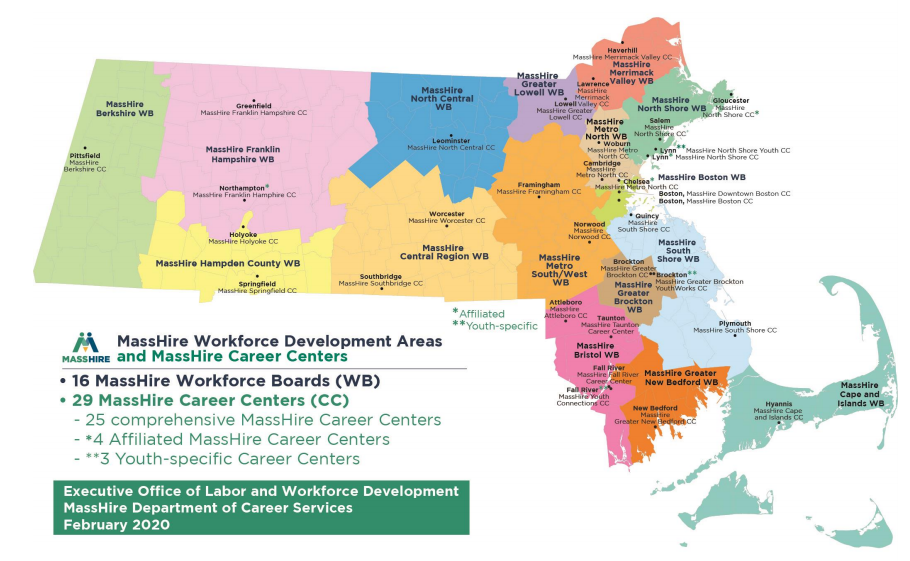 Haverhill
MassHire Merrimack Valley CC
MassHire
Merrimack
Valley WB
MassHire
Greater
Lowell WB
Lawrence
MassHire
Merrimack
Valley CC
Lowell
MassHire Greater
Lowell CC
MassHire
North Central
WB
Leominster
MassHire North Central CC
MassHire
Berkshire WB
Pittsfield
MassHire
Berkshire CC
Greenfield
MassHire Franklin Hampshire CC
MassHire Franklin
Hampshire WB
Northampton*
MassHire Franklin Hamphire CC
MassHire
North Shore WB
Gloucester
MassHire
North Shore CC*
Salem
MassHire
North Shore CC
**
Lynn MassHire North Shore Youth CC
Lynn* MassHire North Shore CC
MassHire
Metro
North WB
Woburn
MassHire Metro
North CC
Cambridge
MassHire
Metro North CC
Chelsea*
MassHire Metro North CC
MassHire Boston WB
Boston, MassHire Downtown Boston CC
Boston, MassHire Boston CC
Framingham
MassHire Framingham CC
Norwood
MassHire
Norwood CC
MassHire
Metro
South/West
WB
Worcester
MassHire Worcester CC
MassHire
Central Region WB
Southbridge
MassHire Southbridge CC
Holyoke
MassHire Holyoke CC
MassHire Hampden County WB
Springfield
MassHire Springfield CC
Quincy
MassHire
South Shore CC
MassHire
South
Shore WB
Brockton
MassHire Greater
Brockton CC
**Brockton**
MassHire Greater Brockton
YouthWorks CC
MassHire
Greater
Brockton
WB
Plymouth
MassHire South Shore CC
Attleboro
MassHire
Attleboro CC
Taunton
MassHire Taunton
Career Center
MassHire
Bristol WB
Fall River
MassHire Fall River
Career Center
Fall River**
MassHire Youth
Connections CC
MassHire Greater
New Bedford WB
New Bedford
MassHire
Greater New Bedford CC
MassHire
Cape and
Islands WB
Hyannis
MassHire Cape
and Islands CC
*Affiliated
**Youth-specific
MASSHIRE
MassHire Workforce Development Areas
and MassHire Career Centers
• 16 MassHire Workforce Boards (WB)
• 29 MassHire Career Centers (CC)
- 25 comprehensive MassHire Career Centers
- *4 Affiliated MassHire Career Centers
- **3 Youth-specific Career Centers
Executive Office of Labor and Workforce Development
MassHire Department of Career Services
February 2020